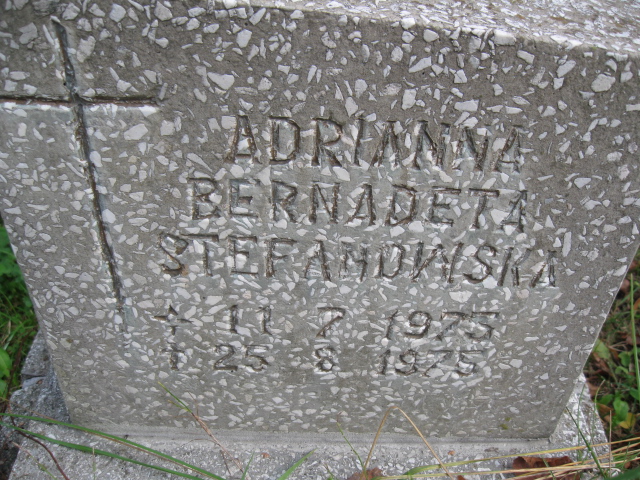 ADRIANNA
BERNADETA
STEFANOWSKA
* 11 7 1975
† 25 8 1975